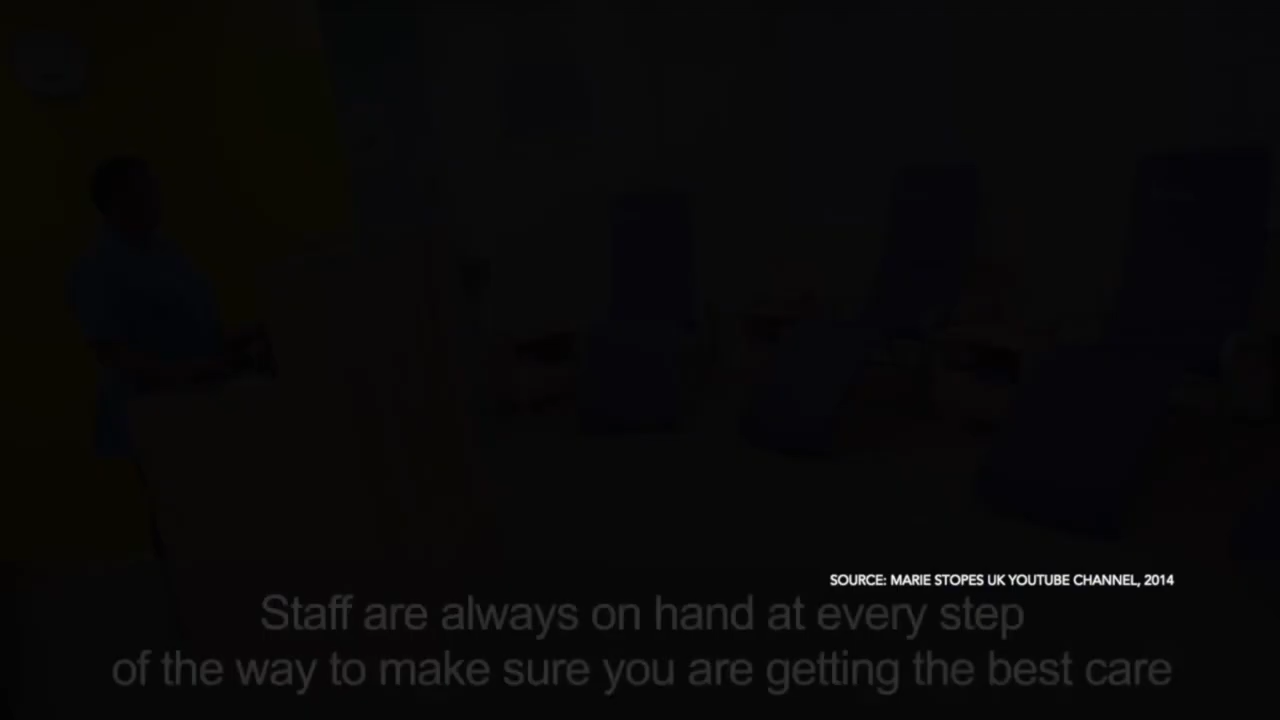 SOURCE: MARIE STOPES UK YOUTUBE CHANNEL, 2014
Staff are always on hand at every step
of the way to make sure you are getting the best care